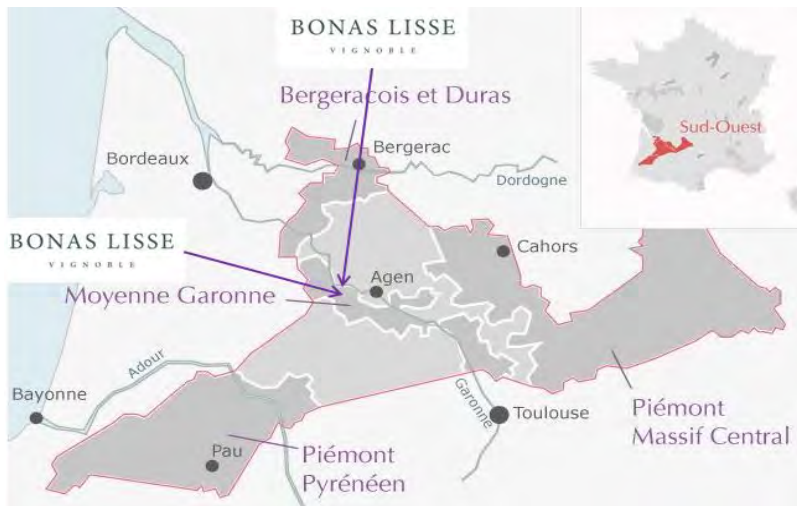 BONAS LISSE
VIGNOBLE
Bergeracois et Duras
Sud-Ouest
Bordeaux
Bergerac
Dordogne
BONAS LISSE
VIGNOBLE
Cahors
Agen
Moyenne Garonne
Adour
Garonne
Bayonne
Toulouse
Piémont
Massif Central
Pau
Piémont
Pyrénéen